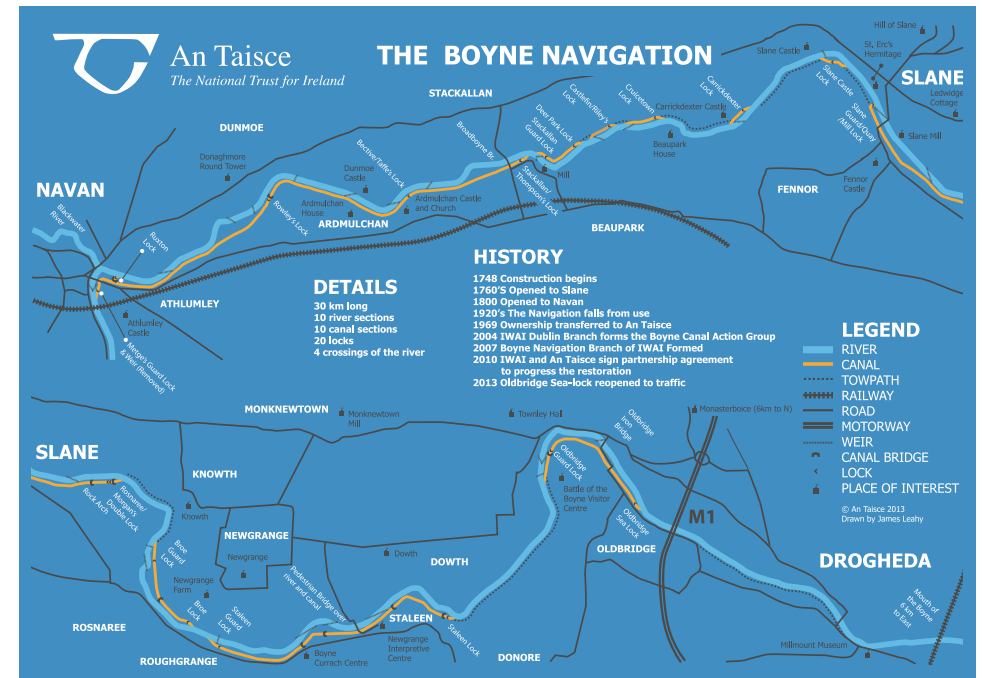 An Taisce
The National Trust for Ireland
THE BOYNE NAVIGATION
Hill of Slane
St, Erc's
Hermitage
Slane Castle
SLANE
Ledwidge
Cottage
Slane Castle
Lock
Slane
Guard/Quay
/Mill Lock
Slane Mill
STACKALLAN
Castlefin/Riley's
Lock
Cruicetown
Lock
Carrickdexter Castle
Carrickdexter
Lock
Deer Park Lock
Stackallan
Guard Lock
Beaupark
House
Broadboyne Br.
DUNMOE
Donaghmore
Round Tower
Dunmoe
Castle
Bective/Taffe's Lock
Mill
Stackallan/
Thompson's Lock
FENNOR
Fennor
Castle
NAVAN
Blackwater
River
Ruxton
Lock
Rowley's Lock
Ardmulchan
House
Ardmulchan Castle
and Church
ARDMULCHAN
BEAUPARK
ATHLUMLEY
Athlumley
Castle
Metge's Guard Lock
& Weir (Removed)
DETAILS
30 km long
10 river sections
10 canal sections
20 locks
4 crossings of the river
HISTORY
1748 Construction begins
1760'S Opened to Slane
1800 Opened to Navan
1920's The Navigation falls from use
1969 Ownership transferred to An Taisce
2004 IWAI Dublin Branch forms the Boyne Canal Action Group
2007 Boyne Navigation Branch of IWAI Formed
2010 IWAI and An Taisce sign partnership agreement
to progress the restoration
2013 Oldbridge Sea-lock reopened to traffic
LEGEND
RIVER
CANAL
TOWPATH
RAILWAY
ROAD
MOTORWAY
WEIR
CANAL BRIDGE
LOCK
PLACE OF INTEREST
© An Taisce 2013
Drawn by James Leahy
MONKNEWTOWN
Monknewtown
Mill
Townley Hall
Oldbridge
Iron
Bridge
Monasterboice (6km to N)
SLANE
Rock Arch
Rosnaree/
Morgan's
Double Lock
KNOWTH
Knowth
Oldbridge
Guard Lock
Battle of the
Boyne Visitor
Centre
Oldbridge
Sea Lock
M1
OLDBRIDGE
NEWGRANGE
Newgrange
Broe
Guard
Lock
Newgrange
Farm
Broe
Lock
Staleen
Guard
Lock
Pedestrian Bridge over
river and canal
Dowth
DOWTH
DROGHEDA
Mouth of
the Boyne
6 km
to East
ROSNAREE
ROUGHGRANGE
Boyne
Currach Centre
STALEEN
Newgrange
Interpretive
Centre
Staleen Lock
DONORE
Millmount Museum